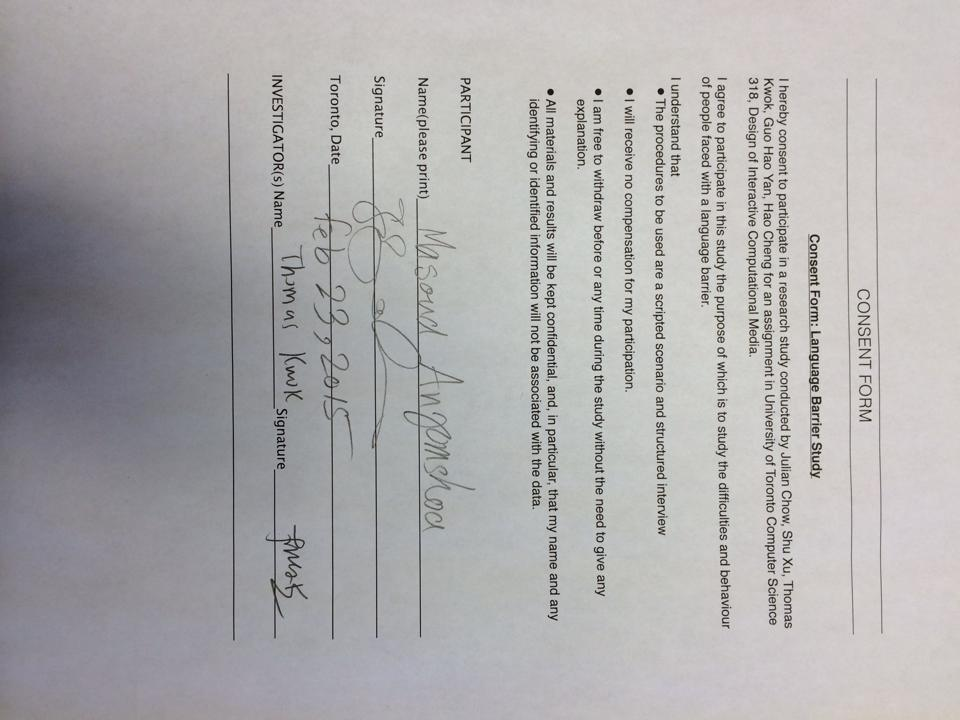 CONSENT FORM
Consent Form: Language Barrier Study
I hereby consent to participate in a research study conducted by Julian Chow, Shu Xu, Thomas
Kwok, Guo Hao Yan, Hao Cheng for an assignment in University of Toronto Computer Science
318, Design of Interactive Computational Media.
I agree to participate in this study the purpose of which is to study the difficulties and behaviour
of people faced with a language barrier.
I understand that
• The procedures to be used are a scripted scenario and structured interview
• I will receive no compensation for my participation.
• I am free to withdraw before or any time during the study without the need to give any
explanation.
• All materials and results will be kept confidential, and, in particular, that my name and any
identifying or identified information will not be associated with the data.
PARTICIPANT
Name(please print) Masoud Anjomshoa
Signature
Toronto, Date feb 23, 2015
INVESTIGATOR(s) Name Thomas Kwok Signature